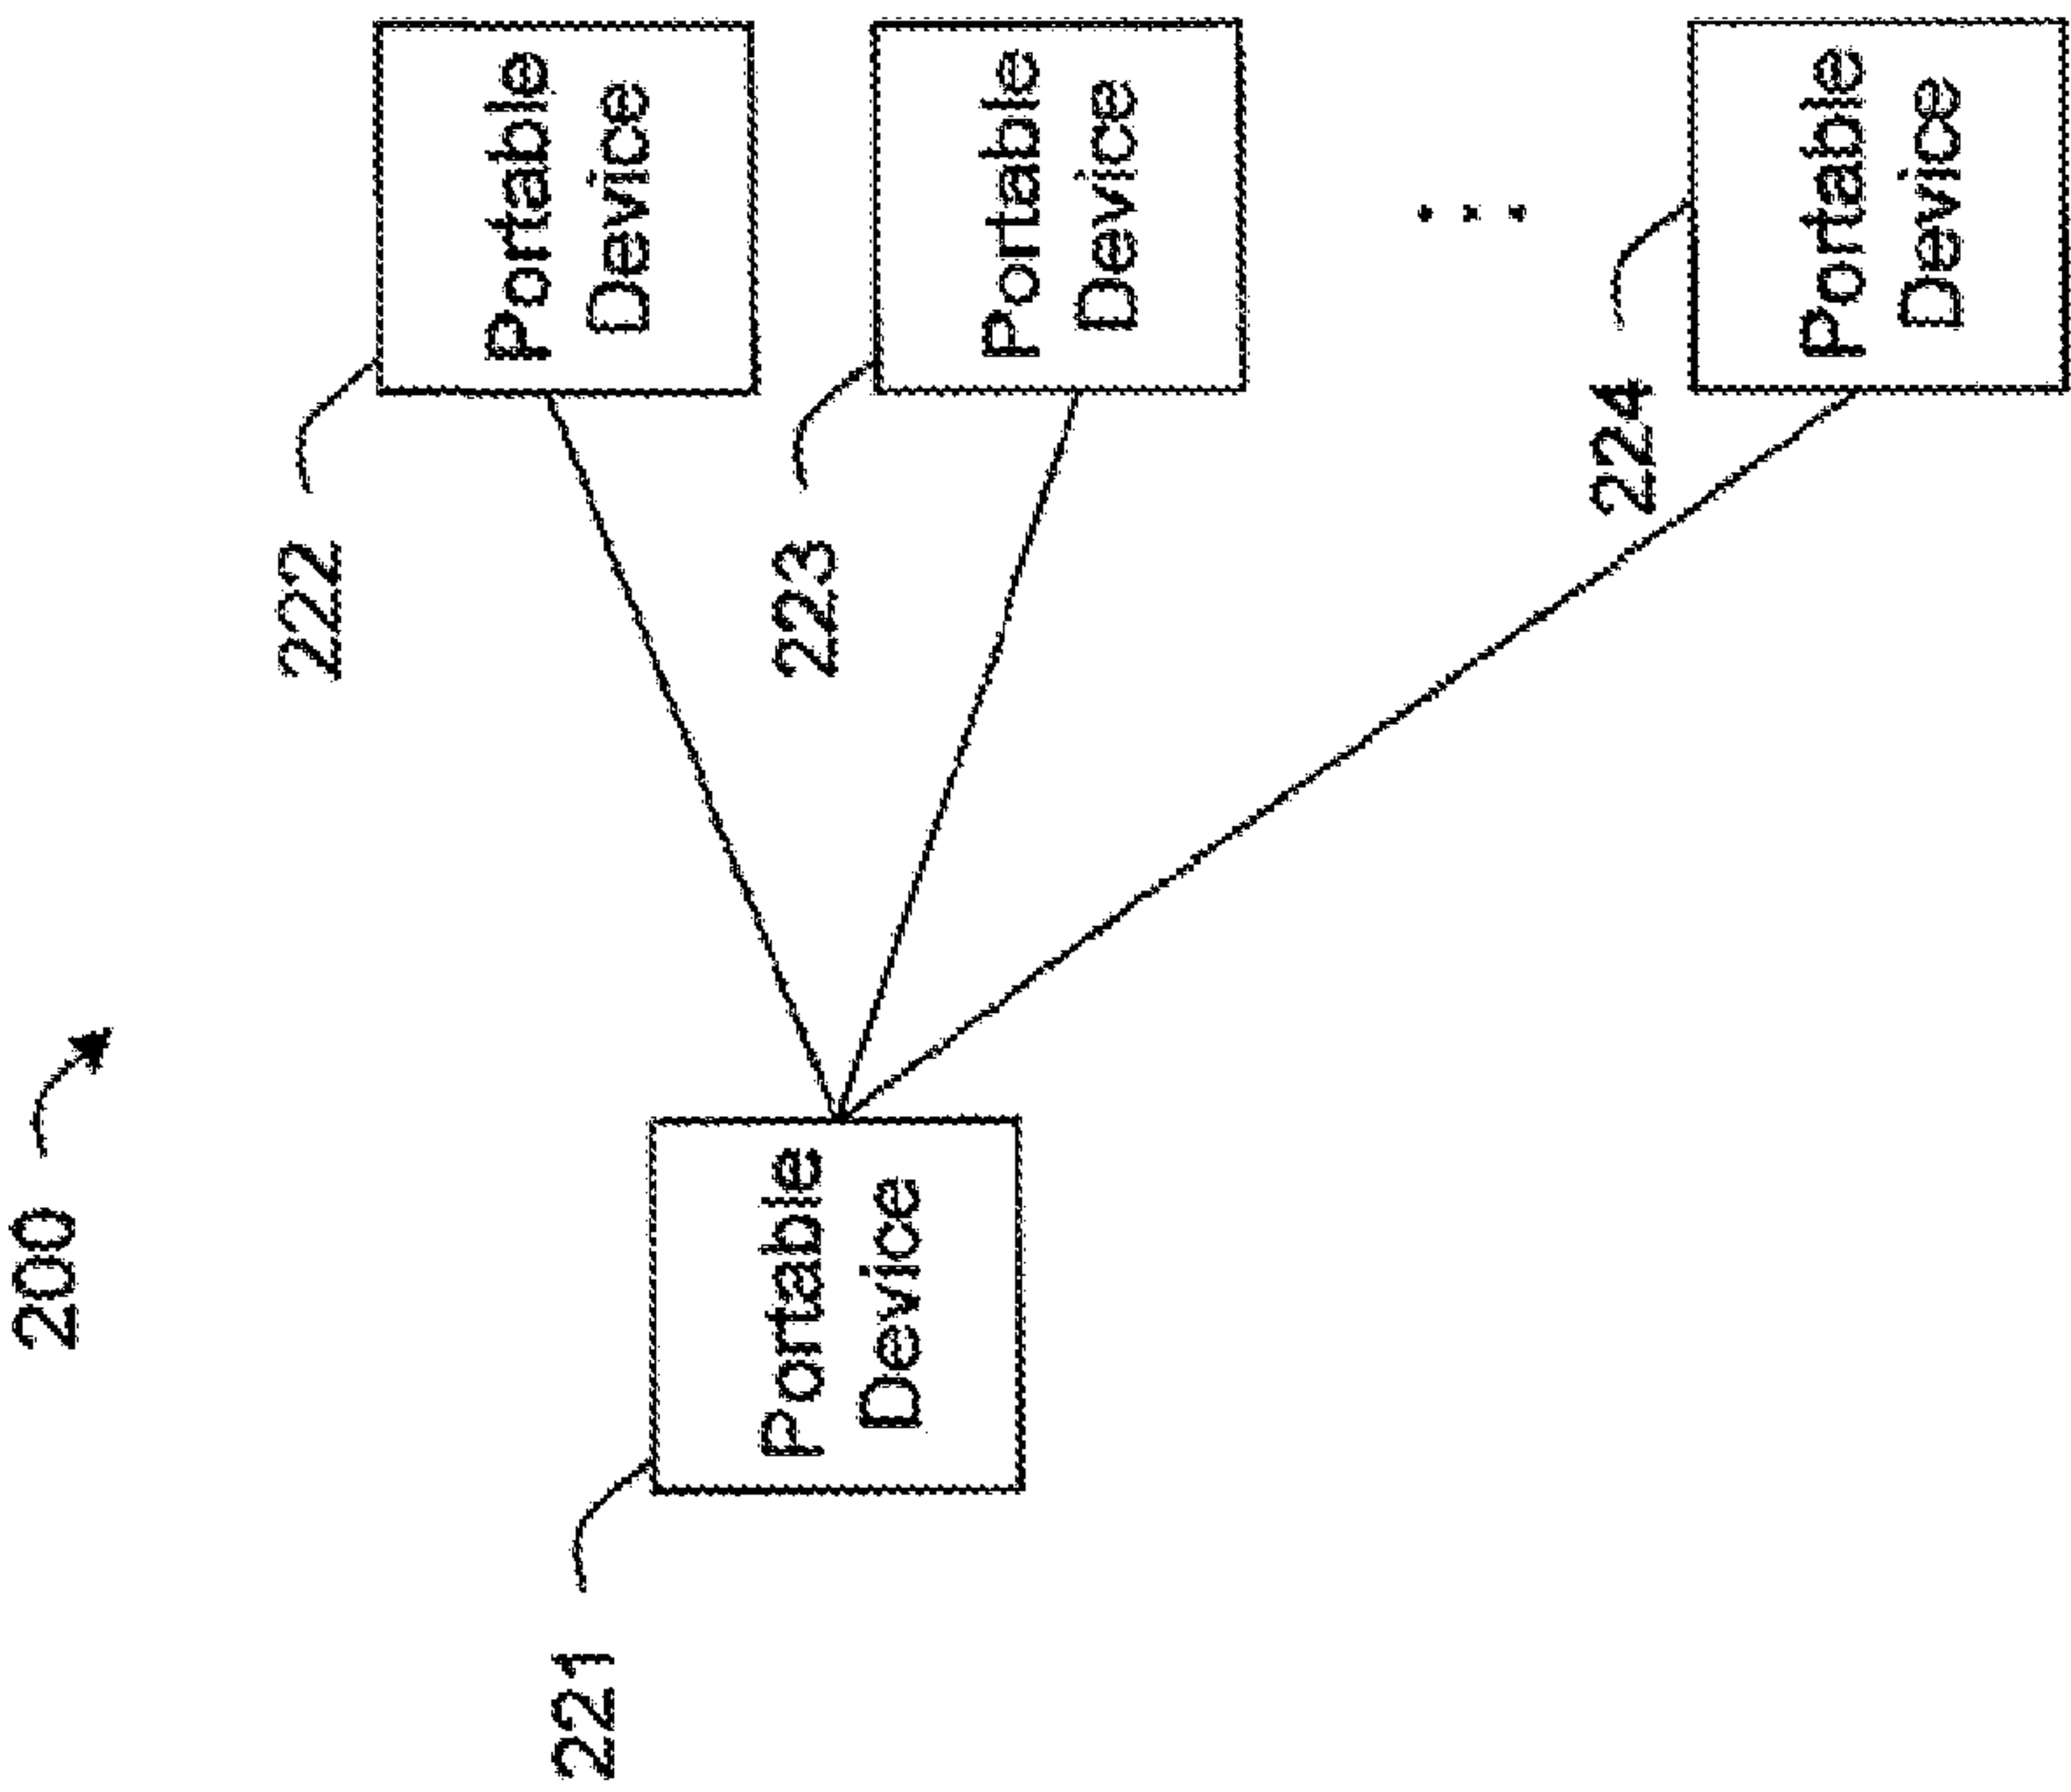 200
221
Portable
Device
222
Portable
Device
223
Portable
Device
...
224
Portable
Device